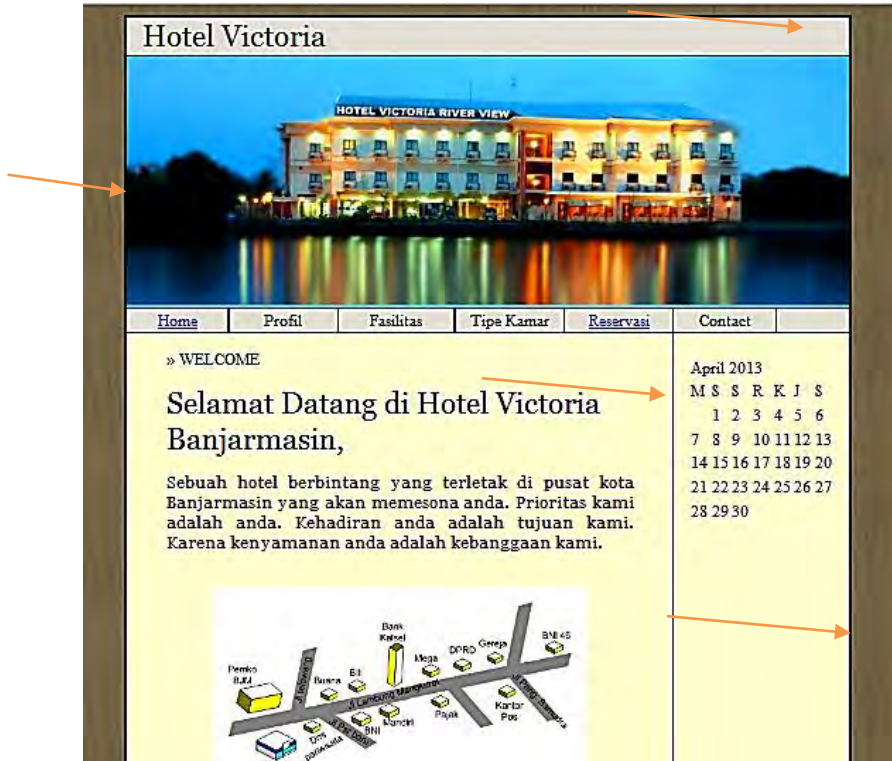 Hotel Victoria
HOTEL VICTORIA RIVER VIEW
Home Profil Fasilitas Tipe Kamar Reservasi Contact
» WELCOME
Selamat Datang di Hotel Victoria
Banjarmasin,
Sebuah hotel berbintang yang terletak di pusat kota
Banjarmasin yang akan memesona anda. Prioritas kami
adalah anda. Kehadiran anda adalah tujuan kami.
Karena kenyamanan anda adalah kebanggaan kami.
April 2013
M S S R K J S
1 2 3 4 5 6
7 8 9 10 11 12 13
14 15 16 17 18 19 20
21 22 23 24 25 26 27
28 29 30
Bank
Kalsel
BNI 46
Gereja
DPRD
Mega
Pemko
BJM
BII
Buana
Jl Lambung Mangkurat
Kantor
Pos
Pajak
Mandiri
BNI